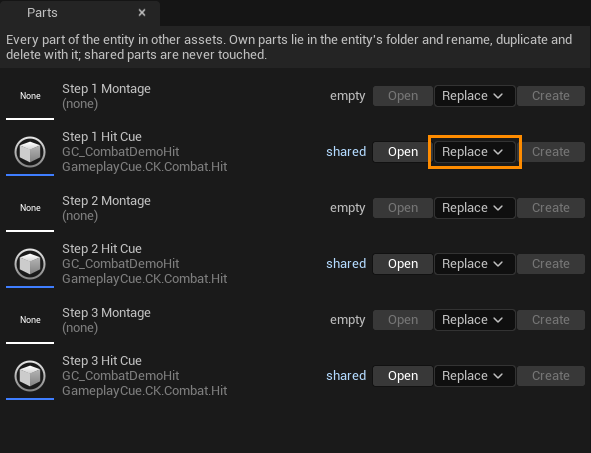 Parts ×
Every part of the entity in other assets. Own parts lie in the entity's folder and rename, duplicate and
delete with it; shared parts are never touched.
None Step 1 Montage
(none) empty Open Replace Create
Step 1 Hit Cue
GC_CombatDemoHit shared Open Replace Create
GameplayCue.CK.Combat.Hit
None Step 2 Montage
(none) empty Open Replace Create
Step 2 Hit Cue
GC_CombatDemoHit shared Open Replace Create
GameplayCue.CK.Combat.Hit
None Step 3 Montage
(none) empty Open Replace Create
Step 3 Hit Cue
GC_CombatDemoHit shared Open Replace Create
GameplayCue.CK.Combat.Hit